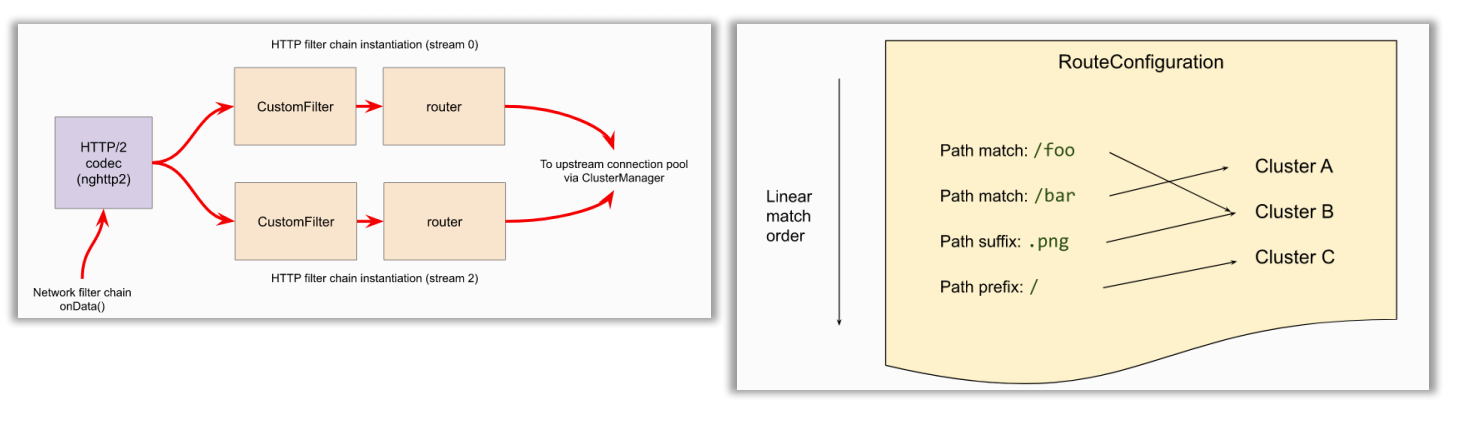 HTTP filter chain instantiation (stream 0)
HTTP/2
codec
(nghttp2)
CustomFilter
router
To upstream connection pool
via ClusterManager
CustomFilter
router
HTTP filter chain instantiation (stream 2)
Network filter chain
onData()
RouteConfiguration
Linear
match
order
Path match: /foo
Path match: /bar
Path suffix: .png
Path prefix: /
Cluster A
Cluster B
Cluster C